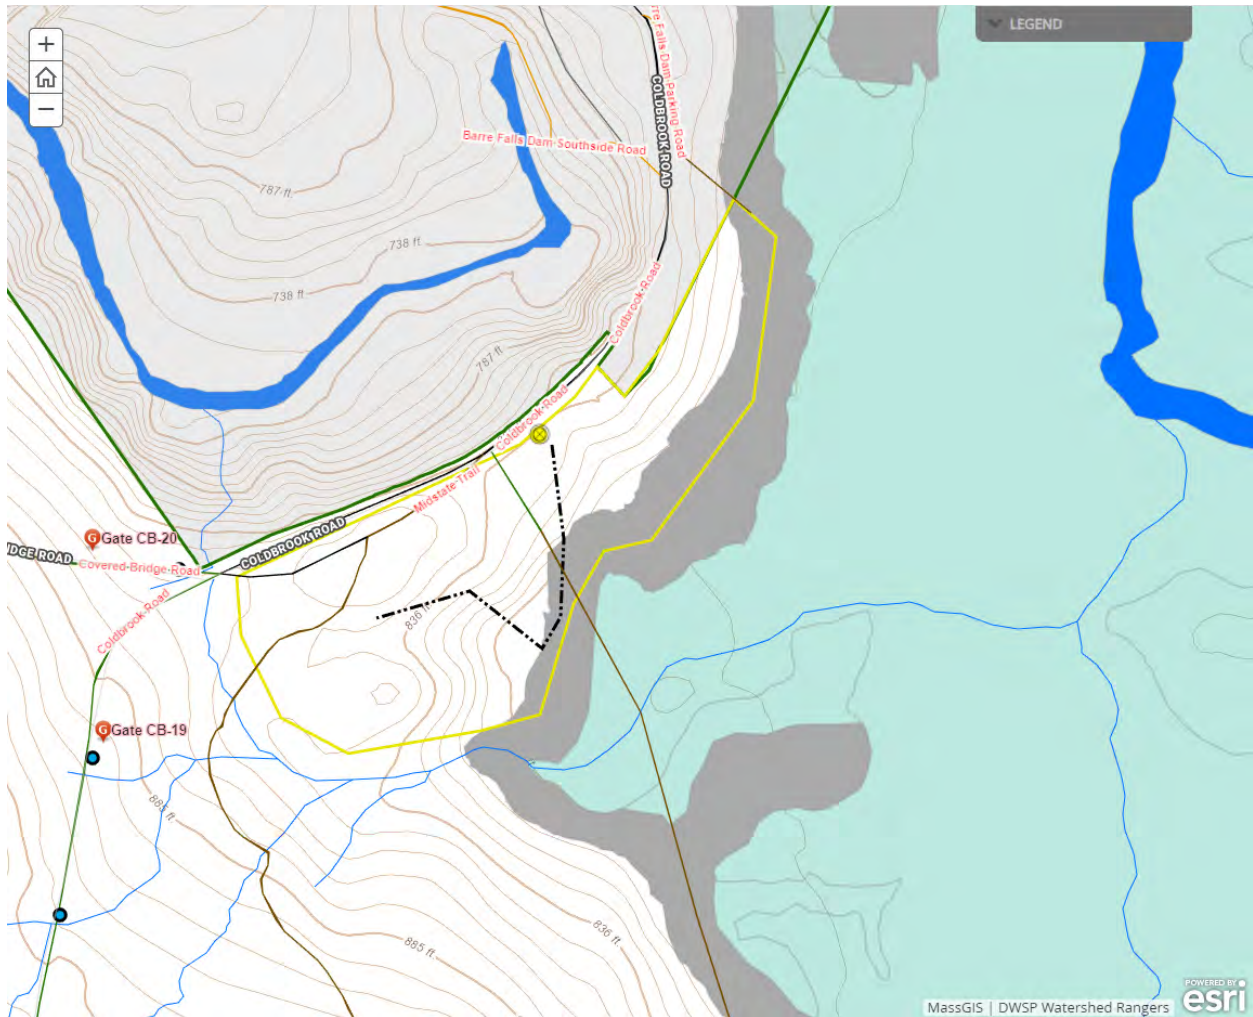 LEGEND
+
−
rre Falls Dam Parking Road
COLDBROOK ROAD
Barre Falls Dam Southside Road
787 ft.
738 ft
738 ft
Coldbrook Road
787 ft
Coldbrook Road
Midstate Trail
COLDBROOK ROAD
Gate CB-20
IDGE ROAD
Covered Bridge Road
Coldbrook Road
836 ft
Gate CB-19
885 ft.
836 ft.
885 ft.
G
G
MassGIS | DWSP Watershed Rangers
POWERED BY
esri